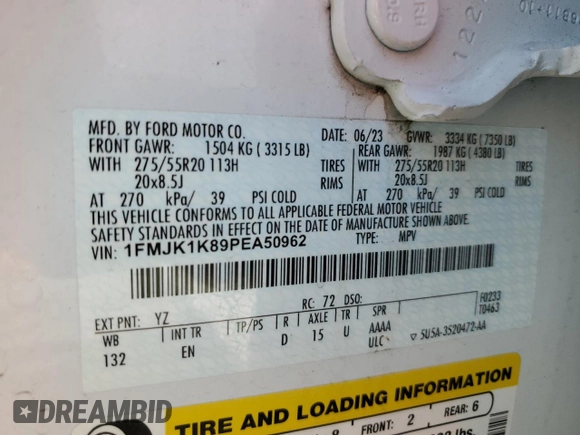 MFD. BY FORD MOTOR CO.
DATE: 06/23 GVWR: 3334 KG ( 7350 LB)
FRONT GAWR: 1504 KG ( 3315 LB)
REAR GAWR: 1987 KG ( 4380 LB)
WITH 275/55R20 113H TIRES
275/55R20 113H TIRES
20x8.5J RIMS
20x8.5J RIMS
AT 270 kPa/ 39 PSI COLD
AT 270 kPa/ 39 PSI COLD
THIS VEHICLE CONFORMS TO ALL APPLICABLE FEDERAL MOTOR VEHICLE
SAFETY STANDARDS IN EFFECT ON THE DATE OF MANUFACTURE SHOWN ABOVE.
VIN: 1FMJK1K89PEA50962
TYPE: MPV
EXT PNT: YZ RC: 72 DSO: F0233
T0463
WB INT TR TP/PS R AXLE TR SPR
132 EN D 15 U AAAA
ULC 5U5A-3520472-AA
TIRE AND LOADING INFORMATION
FRONT: 2 REAR: 6
lbs.
DREAMBID